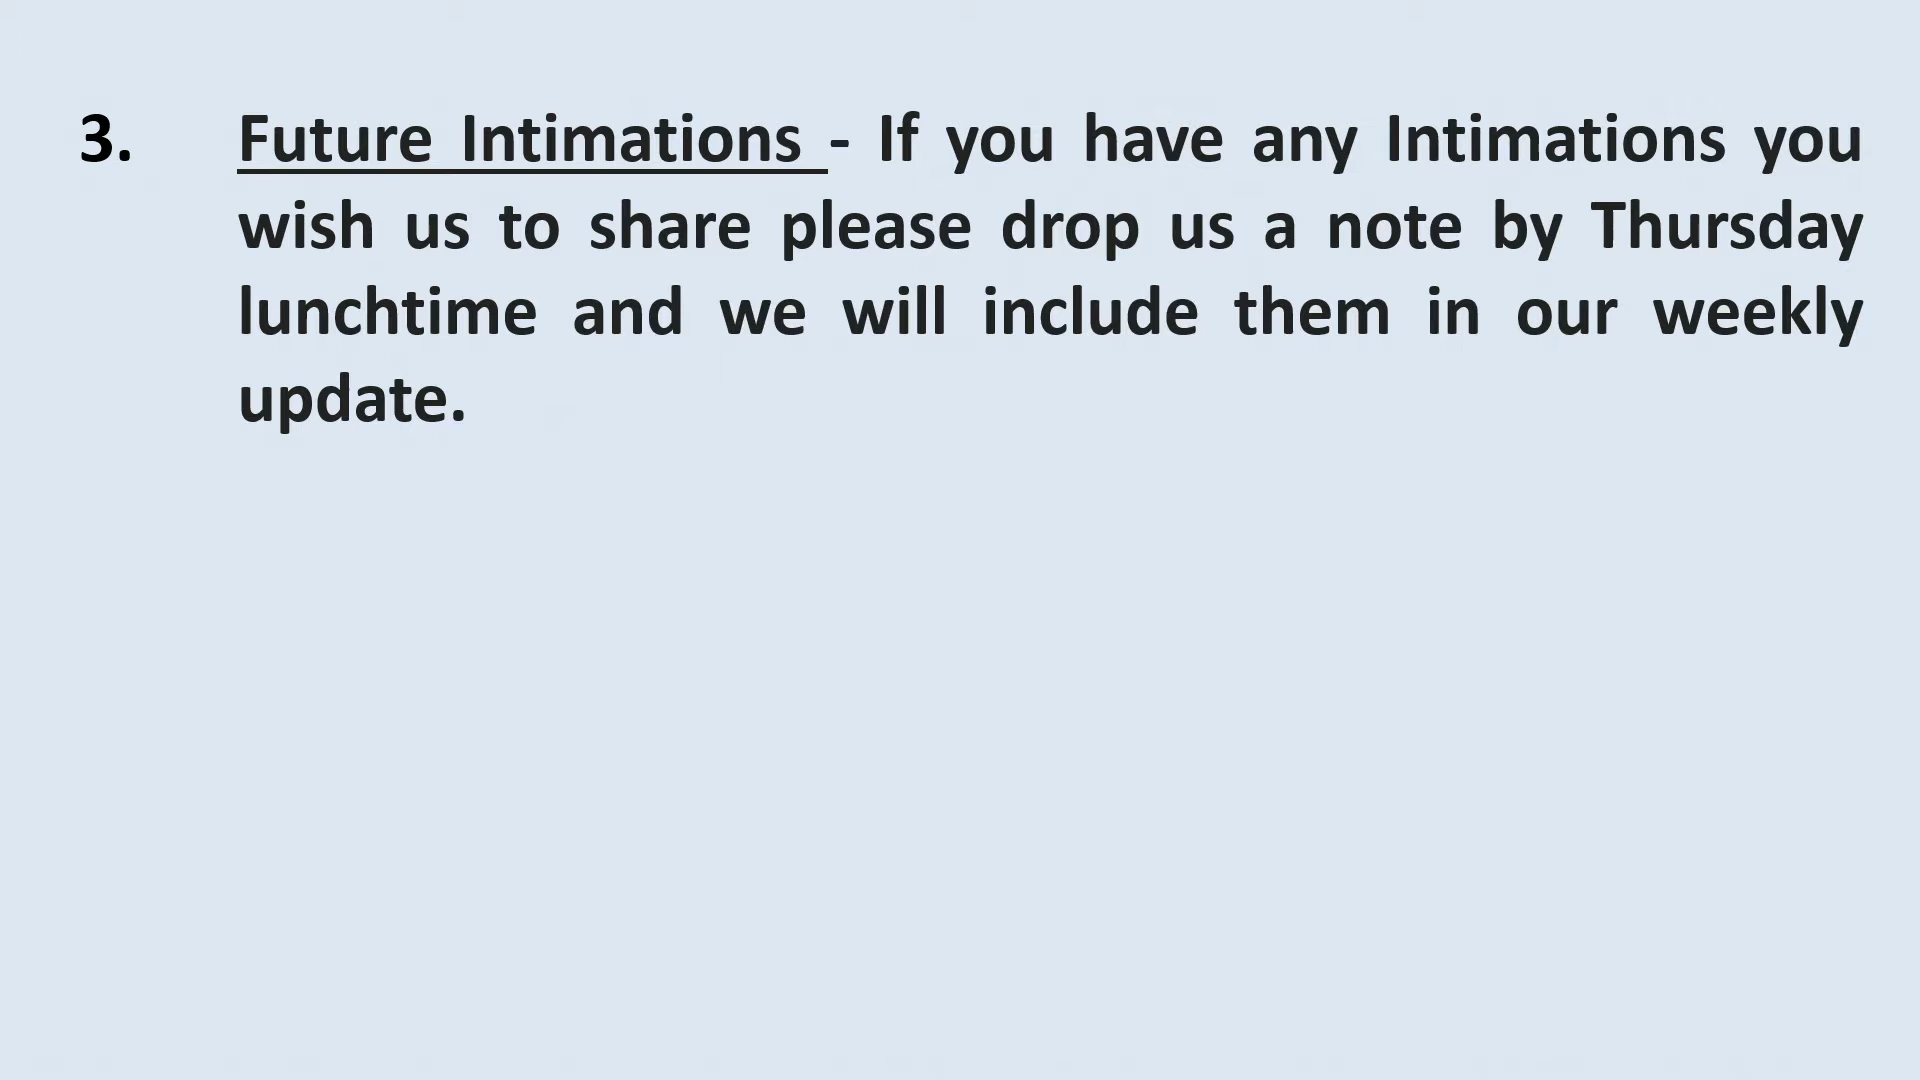 3. Future Intimations - If you have any Intimations you
wish us to share please drop us a note by Thursday
lunchtime and we will include them in our weekly
update.